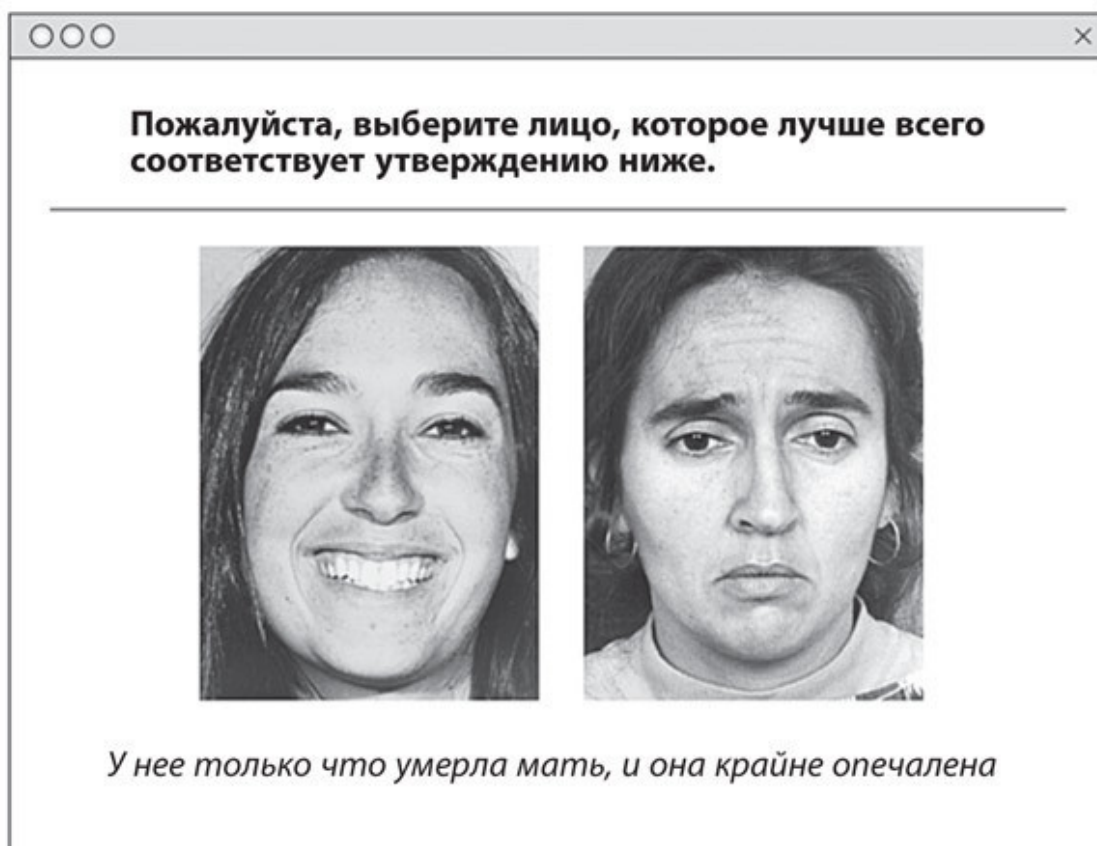 Пожалуйста, выберите лицо, которое лучше всего
соответствует утверждению ниже.
У нее только что умерла мать, и она крайне опечалена